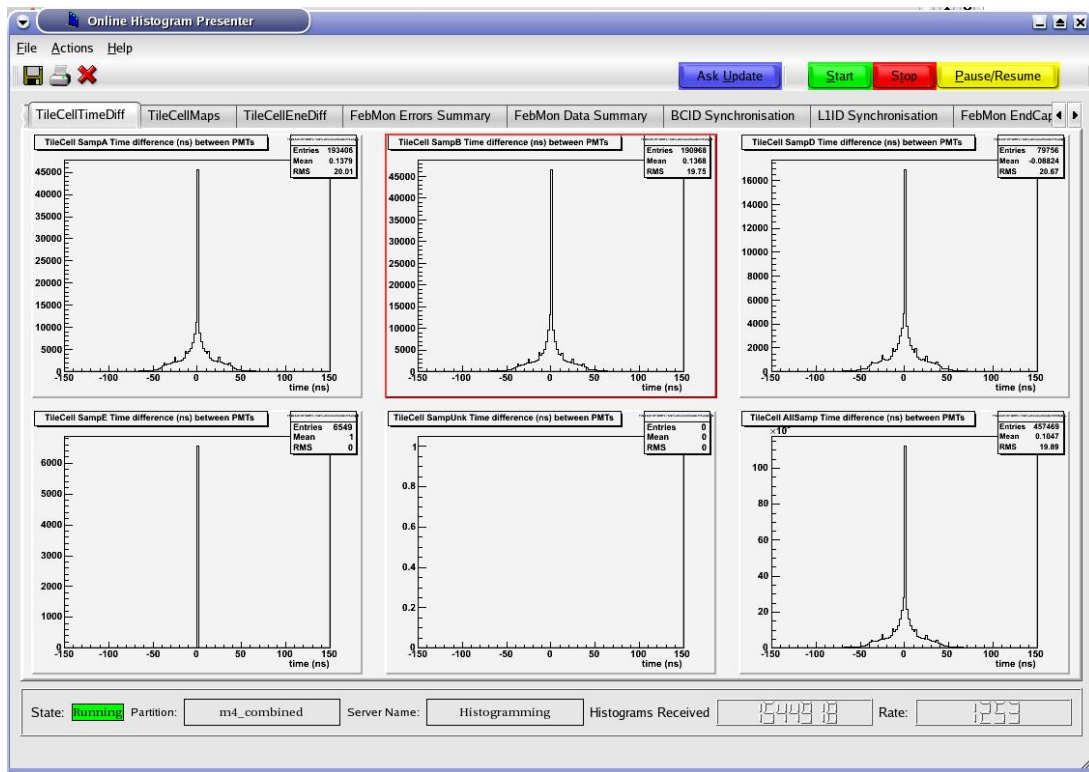 Online Histogram Presenter
File Actions Help
Ask Update Start Stop Pause/Resume
TileCellTimeDiff TileCellMaps TileCellEneDiff FebMon Errors Summary FebMon Data Summary BCID Synchronisation L1IID Synchronisation FebMon EndCap
TileCell SampA Time difference (ns) between PMTs
Entries 193406
Mean 0.1379
RMS 20.01
45000
40000
35000
30000
25000
20000
15000
10000
5000
0
-150 -100 -50 0 50 100 150
time (ns)
TileCell SampB Time difference (ns) between PMTs
Entries 190968
Mean 0.1368
RMS 19.75
45000
40000
35000
30000
25000
20000
15000
10000
5000
0
-150 -100 -50 0 50 100 150
time (ns)
TileCell SampD Time difference (ns) between PMTs
Entries 79756
Mean -0.08824
RMS 20.67
16000
14000
12000
10000
8000
6000
4000
2000
0
-150 -100 -50 0 50 100 150
time (ns)
TileCell SampE Time difference (ns) between PMTs
Entries 6549
Mean 1
RMS 0
6000
5000
4000
3000
2000
1000
0
-150 -100 -50 0 50 100 150
time (ns)
TileCell SampUnk Time difference (ns) between PMTs
Entries 0
Mean 0
RMS 0
1
0.8
0.6
0.4
0.2
0
-150 -100 -50 0 50 100 150
time (ns)
TileCell AllSamp Time difference (ns) between PMTs
Entries 457469
Mean 0.1047
RMS 19.89
×10
100
80
60
40
20
0
-150 -100 -50 0 50 100 150
time (ns)
State: Running Partition: m4_combined Server Name: Histogramming Histograms Received 1544918 Rate: 1253